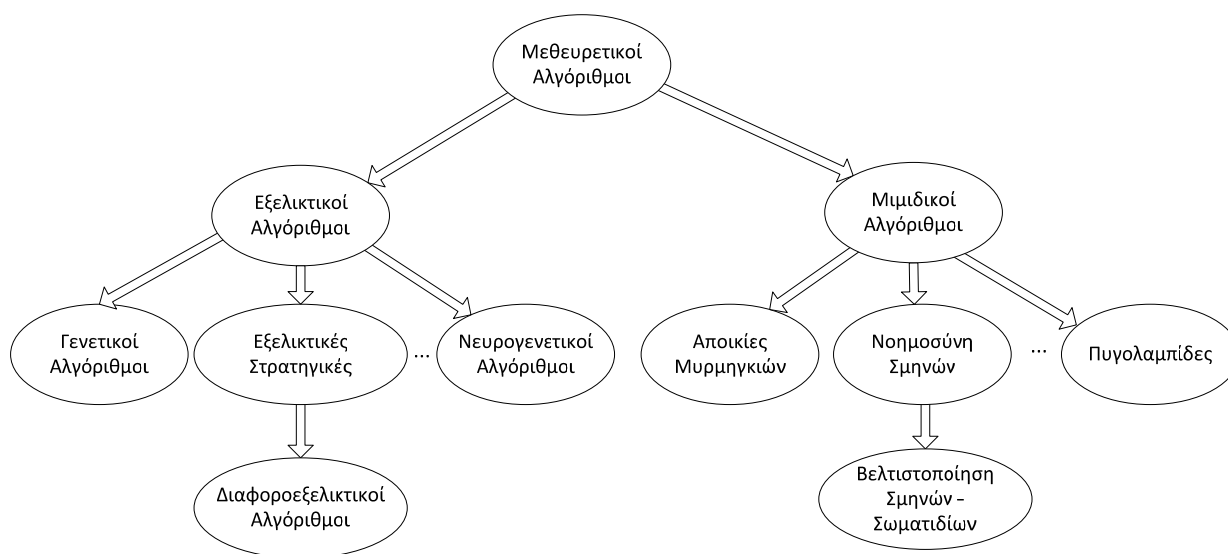 Μεθευρετικοί
Αλγόριθμοι
Εξελικτικοί
Αλγόριθμοι
Μιμιδικοί
Αλγόριθμοι
Γενετικοί
Αλγόριθμοι
Εξελικτικές
Στρατηγικές
...
Νευρογενετικοί
Αλγόριθμοι
Αποικίες
Μυρμηγκιών
Νοημοσύνη
Σμηνών
...
Πυγολαμπίδες
Διαφοροεξελικτικοί
Αλγόριθμοι
Βελτιστοποίηση
Σμηνών –
Σωματιδίων